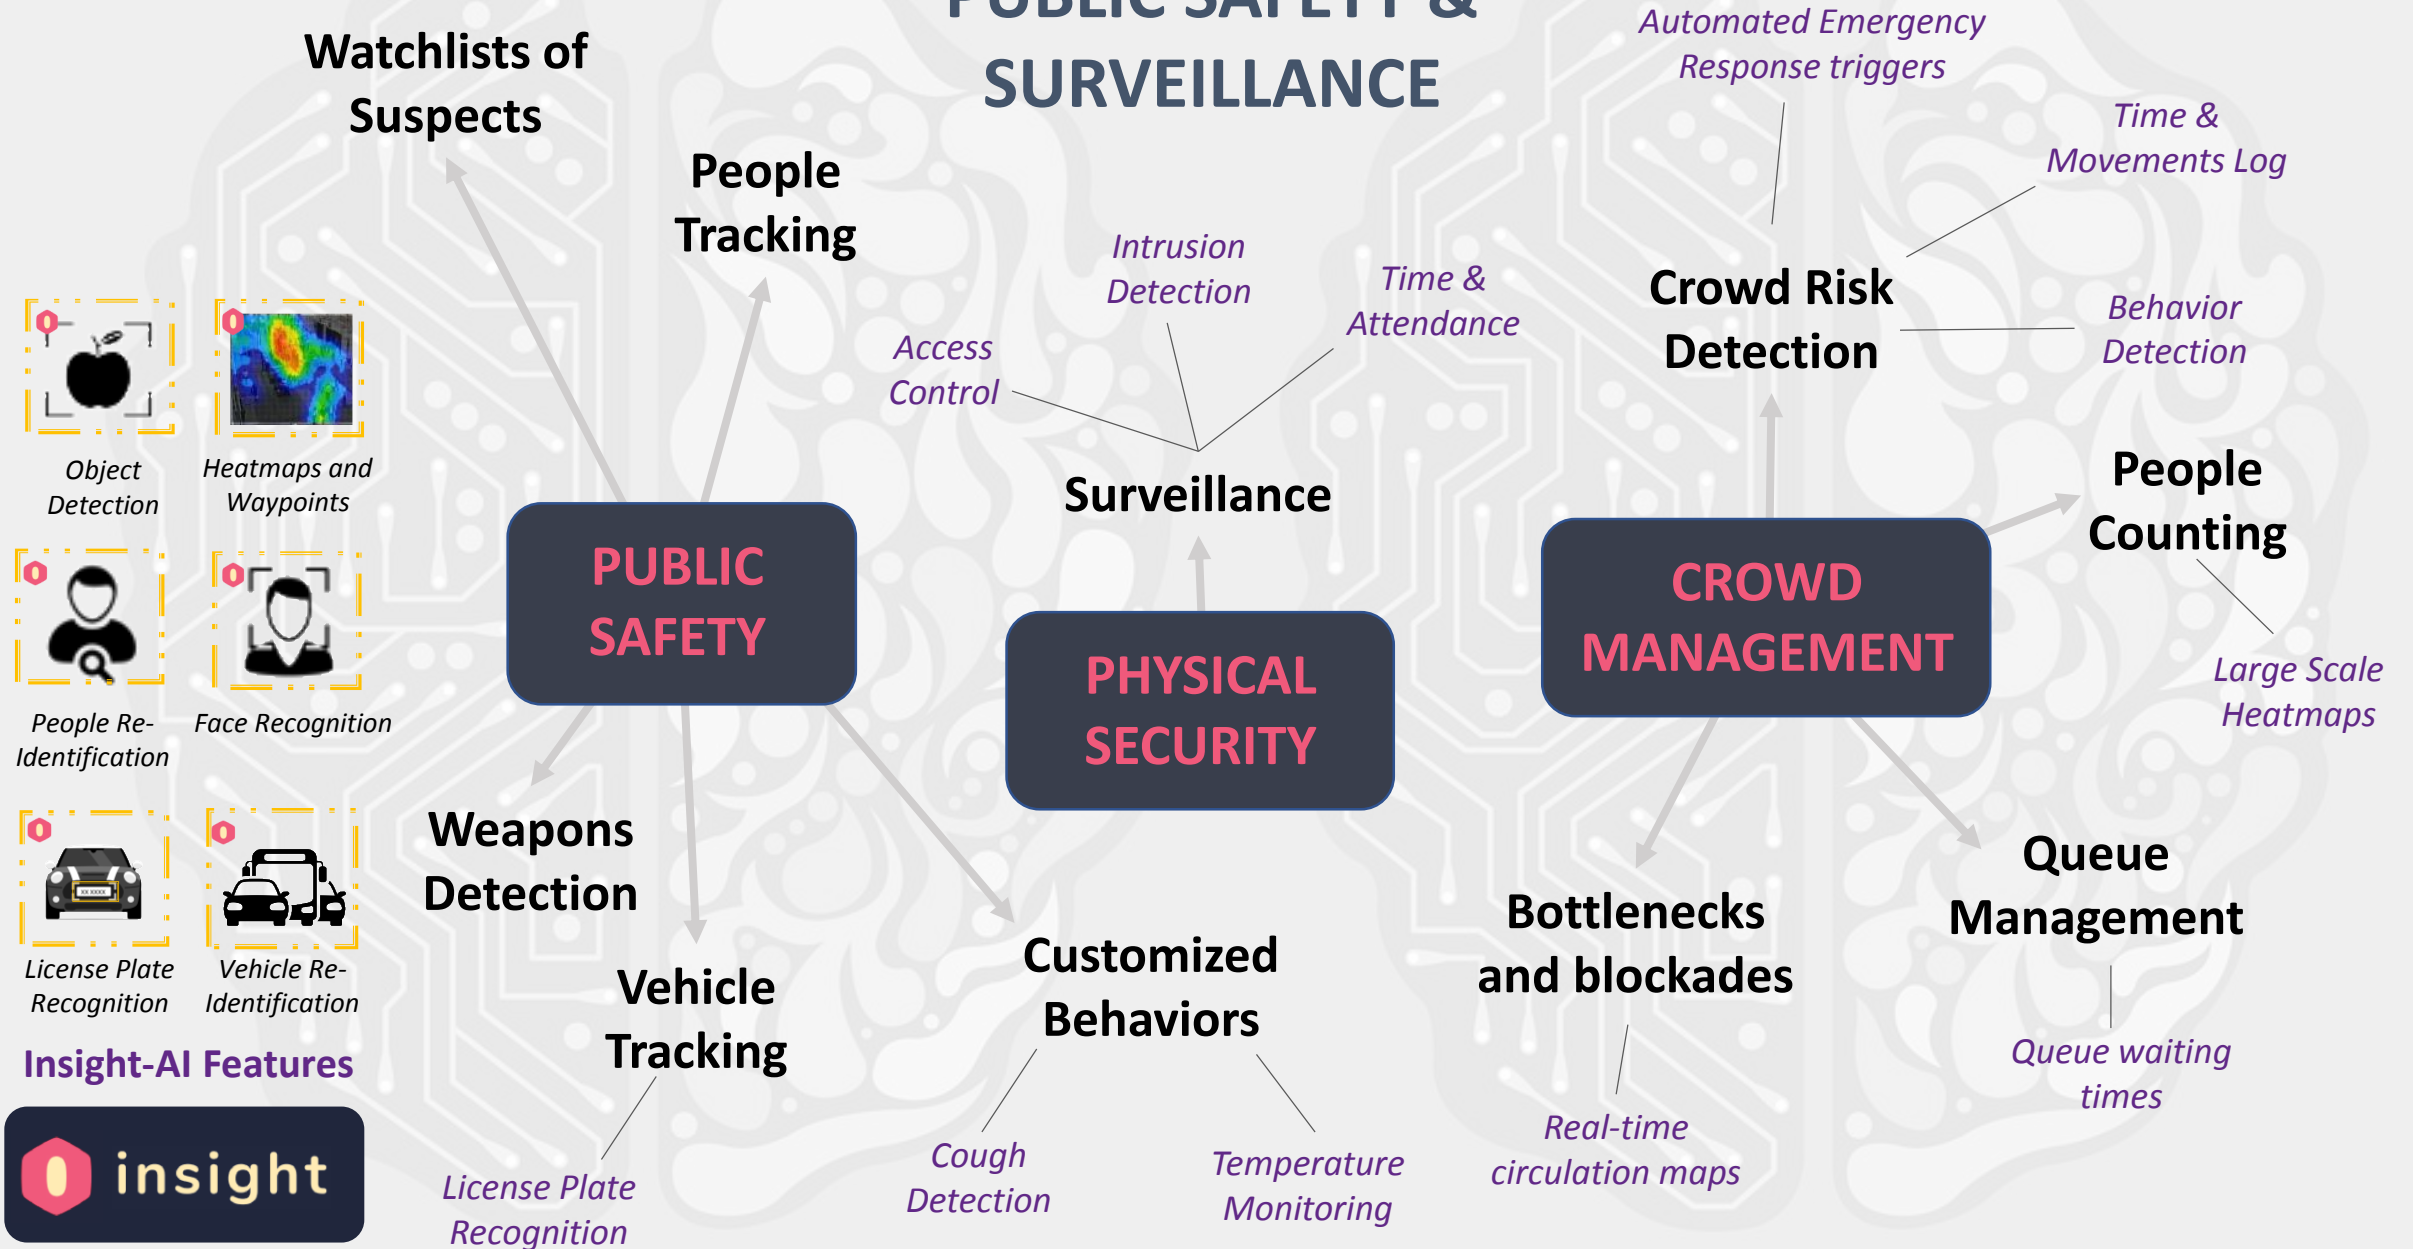 PUBLIC SAFETY &
SURVEILLANCE
Watchlists of
Suspects
People
Tracking
Intrusion
Detection
Time &
Attendance
Access
Control
Surveillance
Automated Emergency
Response triggers
Time &
Movements Log
Crowd Risk
Detection
Behavior
Detection
People
Counting
Large Scale
Heatmaps
Object
Detection
Heatmaps and
Waypoints
People Re-
Identification
Face Recognition
License Plate
Recognition
Vehicle Re-
Identification
Insight-AI Features
insight
PUBLIC
SAFETY
PHYSICAL
SECURITY
CROWD
MANAGEMENT
Weapons
Detection
Vehicle
Tracking
License Plate
Recognition
Customized
Behaviors
Cough
Detection
Temperature
Monitoring
Bottlenecks
and blockades
Real-time
circulation maps
Queue
Management
Queue waiting
times